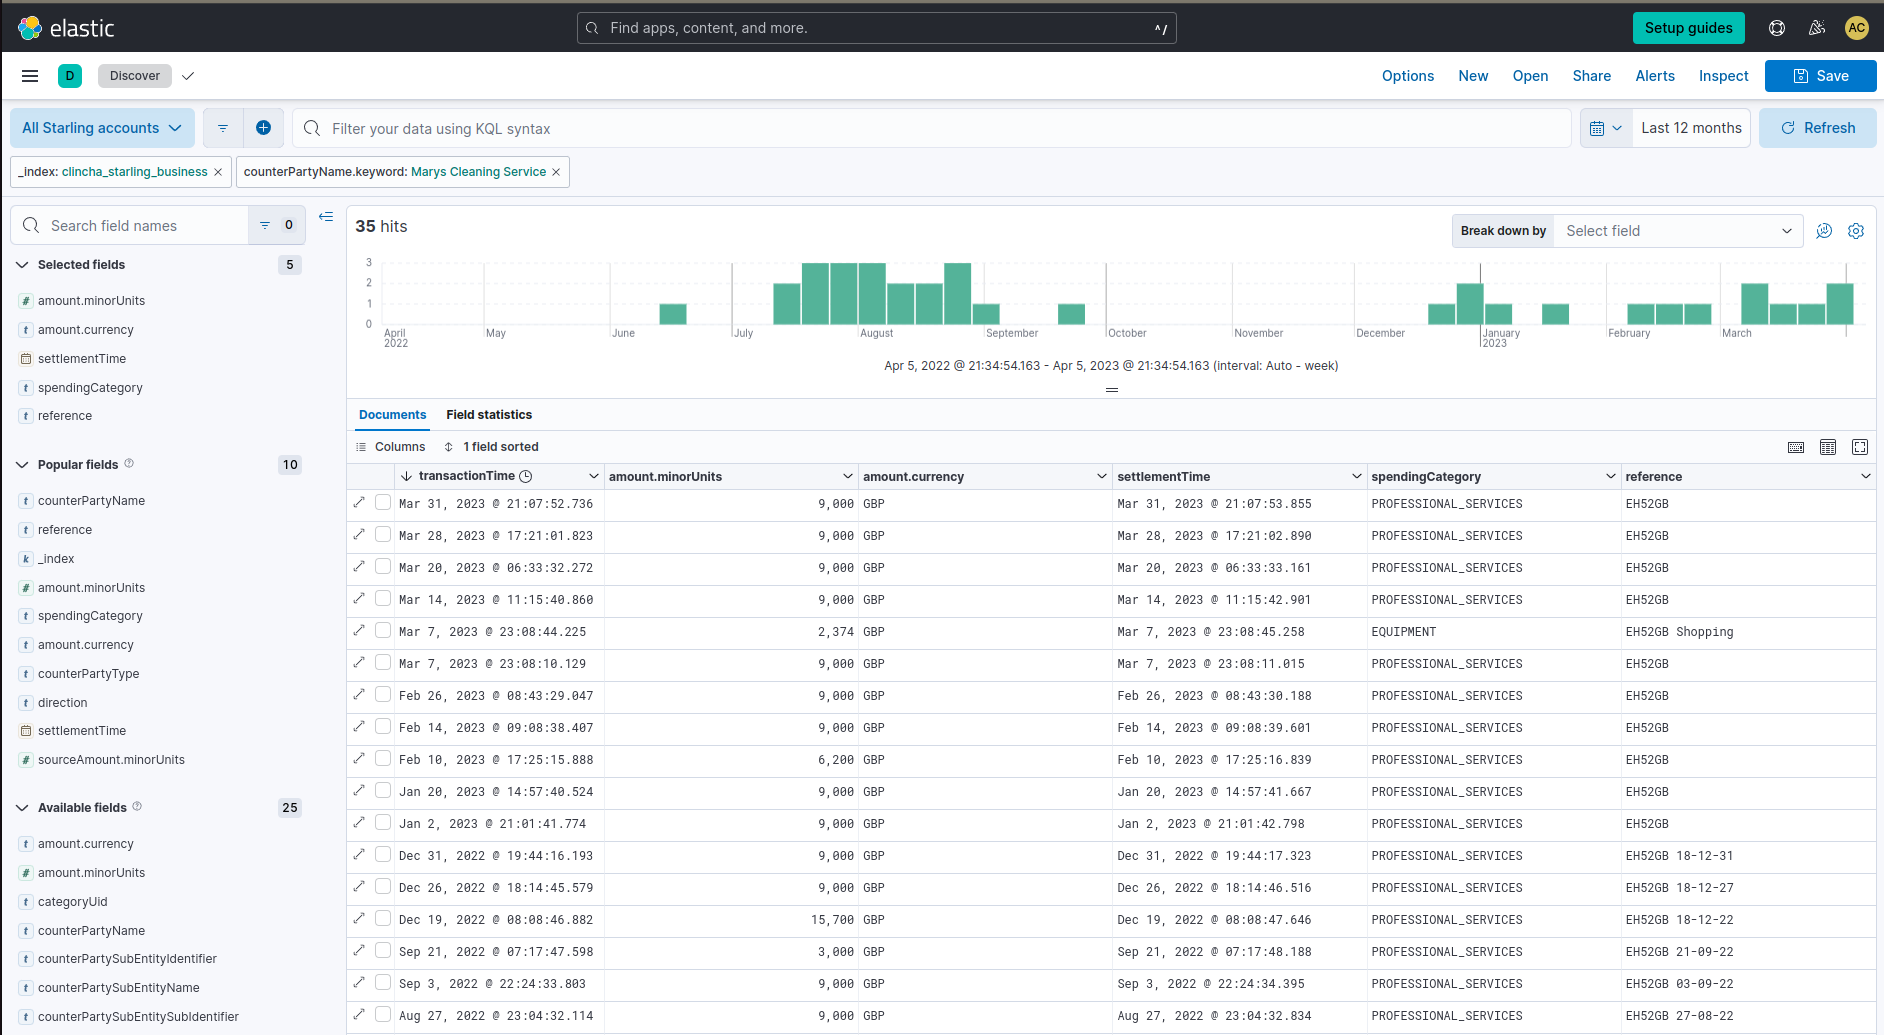 elastic
Find apps, content, and more.
^/
Setup guides
AC
D
Discover
Options
New
Open
Share
Alerts
Inspect
Save
All Starling accounts
Filter your data using KQL syntax
Last 12 months
Refresh
_index: clincha_starling_business
counterPartyName.keyword: Marys Cleaning Service
Search field names
0
Selected fields
5
# amount.minorUnits
t amount.currency
settlementTime
t spendingCategory
t reference
Popular fields
10
t counterPartyName
t reference
k _index
# amount.minorUnits
t spendingCategory
t amount.currency
t counterPartyType
t direction
settlementTime
# sourceAmount.minorUnits
Available fields
25
t amount.currency
# amount.minorUnits
t categoryUid
t counterPartyName
t counterPartySubEntityIdentifier
t counterPartySubEntityName
t counterPartySubEntitySubIdentifier
35 hits
Break down by
Select field
3
2
1
0
April 2022
May
June
July
August
September
October
November
December
January 2023
February
March
Apr 5, 2022 @ 21:34:54.163 - Apr 5, 2023 @ 21:34:54.163 (interval: Auto - week)
Documents
Field statistics
Columns
1 field sorted
transactionTime amount.minorUnits amount.currency settlementTime spendingCategory reference
Mar 31, 2023 @ 21:07:52.736 9,000 GBP Mar 31, 2023 @ 21:07:53.855 PROFESSIONAL_SERVICES EH52GB
Mar 28, 2023 @ 17:21:01.823 9,000 GBP Mar 28, 2023 @ 17:21:02.890 PROFESSIONAL_SERVICES EH52GB
Mar 20, 2023 @ 06:33:32.272 9,000 GBP Mar 20, 2023 @ 06:33:33.161 PROFESSIONAL_SERVICES EH52GB
Mar 14, 2023 @ 11:15:40.860 9,000 GBP Mar 14, 2023 @ 11:15:42.901 PROFESSIONAL_SERVICES EH52GB
Mar 7, 2023 @ 23:08:44.225 2,374 GBP Mar 7, 2023 @ 23:08:45.258 EQUIPMENT EH52GB Shopping
Mar 7, 2023 @ 23:08:10.129 9,000 GBP Mar 7, 2023 @ 23:08:11.015 PROFESSIONAL_SERVICES EH52GB
Feb 26, 2023 @ 08:43:29.047 9,000 GBP Feb 26, 2023 @ 08:43:30.188 PROFESSIONAL_SERVICES EH52GB
Feb 14, 2023 @ 09:08:38.407 9,000 GBP Feb 14, 2023 @ 09:08:39.601 PROFESSIONAL_SERVICES EH52GB
Feb 10, 2023 @ 17:25:15.888 6,200 GBP Feb 10, 2023 @ 17:25:16.839 PROFESSIONAL_SERVICES EH52GB
Jan 20, 2023 @ 14:57:40.524 9,000 GBP Jan 20, 2023 @ 14:57:41.667 PROFESSIONAL_SERVICES EH52GB
Jan 2, 2023 @ 21:01:41.774 9,000 GBP Jan 2, 2023 @ 21:01:42.798 PROFESSIONAL_SERVICES EH52GB
Dec 31, 2022 @ 19:44:16.193 9,000 GBP Dec 31, 2022 @ 19:44:17.323 PROFESSIONAL_SERVICES EH52GB 18-12-31
Dec 26, 2022 @ 18:14:45.579 9,000 GBP Dec 26, 2022 @ 18:14:46.516 PROFESSIONAL_SERVICES EH52GB 18-12-27
Dec 19, 2022 @ 08:08:46.882 15,700 GBP Dec 19, 2022 @ 08:08:47.646 PROFESSIONAL_SERVICES EH52GB 18-12-22
Sep 21, 2022 @ 07:17:47.598 3,000 GBP Sep 21, 2022 @ 07:17:48.188 PROFESSIONAL_SERVICES EH52GB 21-09-22
Sep 3, 2022 @ 22:24:33.803 9,000 GBP Sep 3, 2022 @ 22:24:34.395 PROFESSIONAL_SERVICES EH52GB 03-09-22
Aug 27, 2022 @ 23:04:32.114 9,000 GBP Aug 27, 2022 @ 23:04:32.834 PROFESSIONAL_SERVICES EH52GB 27-08-22